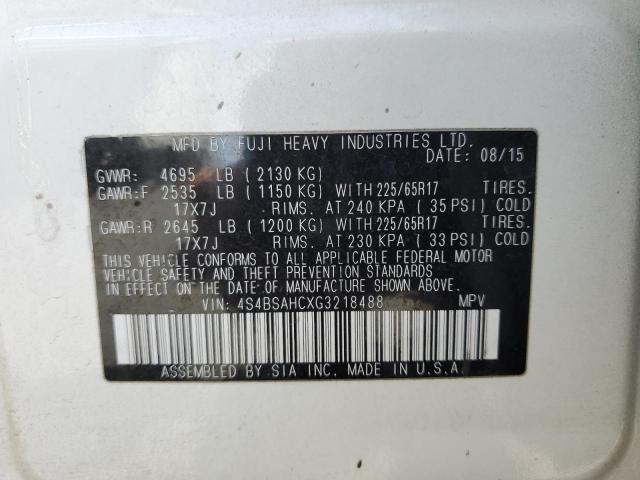 MFD BY FUJI HEAVY INDUSTRIES LTD.
DATE: 08/15
GVWR: 4695 LB (2130 KG)
GAWR:F 2535 LB (1150 KG) WITH 225/65R17 TIRES.
17X7J RIMS. AT 240 KPA (35 PSI) COLD
GAWR:R 2645 LB (1200 KG) WITH 225/65R17 TIRES.
17X7J RIMS. AT 230 KPA (33 PSI) COLD
THIS VEHICLE CONFORMS TO ALL APPLICABLE FEDERAL MOTOR
VEHICLE SAFETY AND THEFT PREVENTION STANDARDS
IN EFFECT ON THE DATE OF MANUFACTURE SHOWN ABOVE.
VIN: 4S4BSAHCXG3218488 MPV
ASSEMBLED BY SIA INC. MADE IN U.S.A.